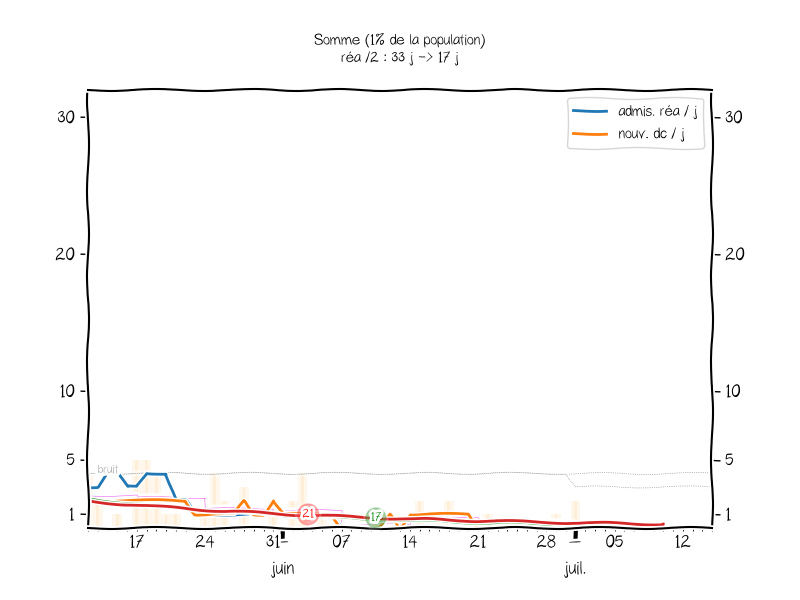 Somme (1% de la population)
réa /2 : 33 j -> 17 j
30
30
admis. réa / j
nouv. dc / j
20
20
10
10
5
5
bruit
1
21
17
1
17 24 31 07 14 21 28 05 12
juin juil.